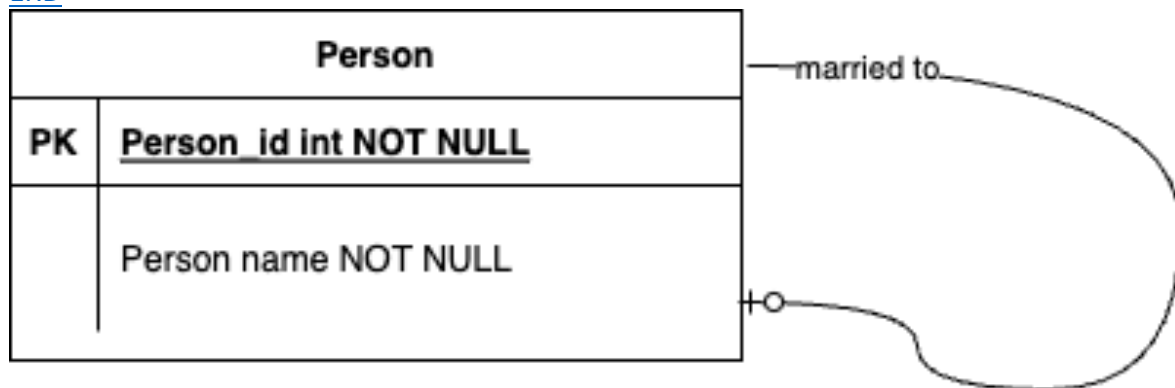 Person
married to
PK
Person_id int NOT NULL
Person name NOT NULL